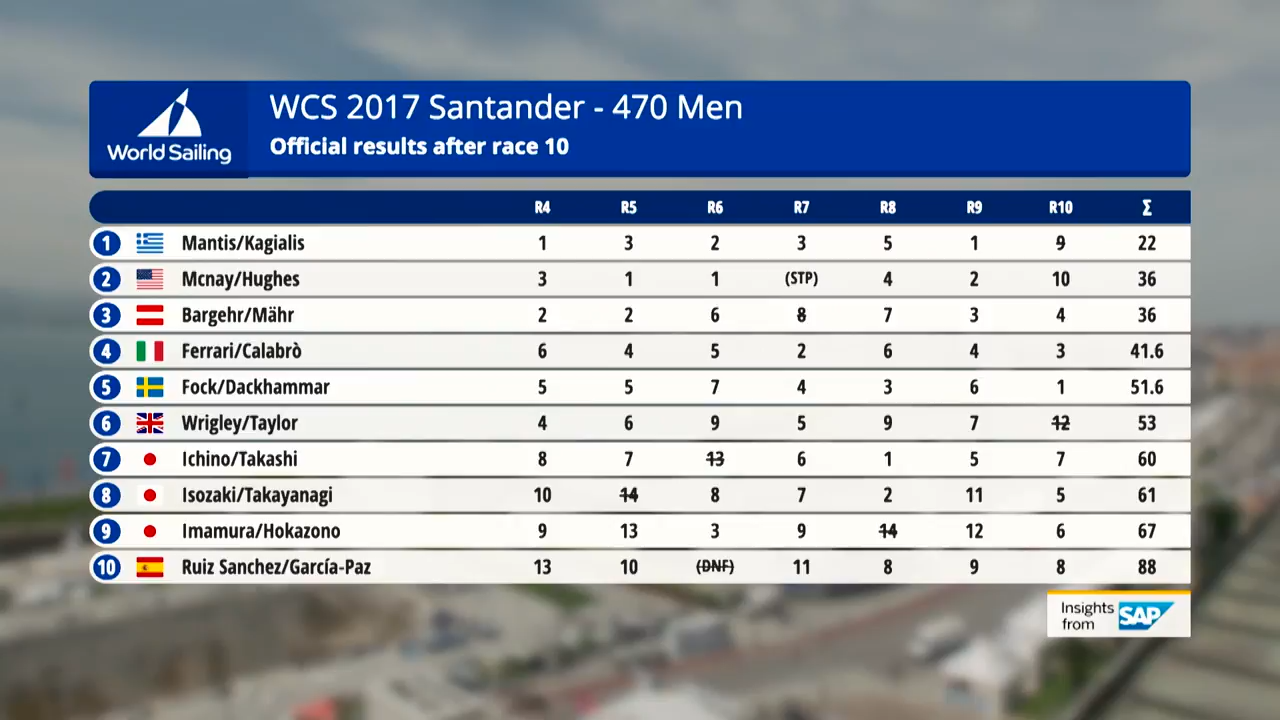 WCS 2017 Santander - 470 Men
World Sailing
Official results after race 10
R4 R5 R6 R7 R8 R9 R10 Σ
1 Mantis/Kagialis 1 3 2 3 5 1 9 22
2 Mcnay/Hughes 3 1 1 (STP) 4 2 10 36
3 Bargehr/Mähr 2 2 6 8 7 3 4 36
4 Ferrari/Calabrò 6 4 5 2 6 4 3 41.6
5 Fock/Dackhammar 5 5 7 4 3 6 1 51.6
6 Wrigley/Taylor 4 6 9 5 9 7 12 53
7 Ichino/Takashi 8 7 13 6 1 5 7 60
8 Isozaki/Takayanagi 10 14 8 7 2 11 5 61
9 Imamura/Hokazono 9 13 3 9 14 12 6 67
10 Ruiz Sanchez/García-Paz 13 10 (DNF) 11 8 9 8 88
Insights
from SAP